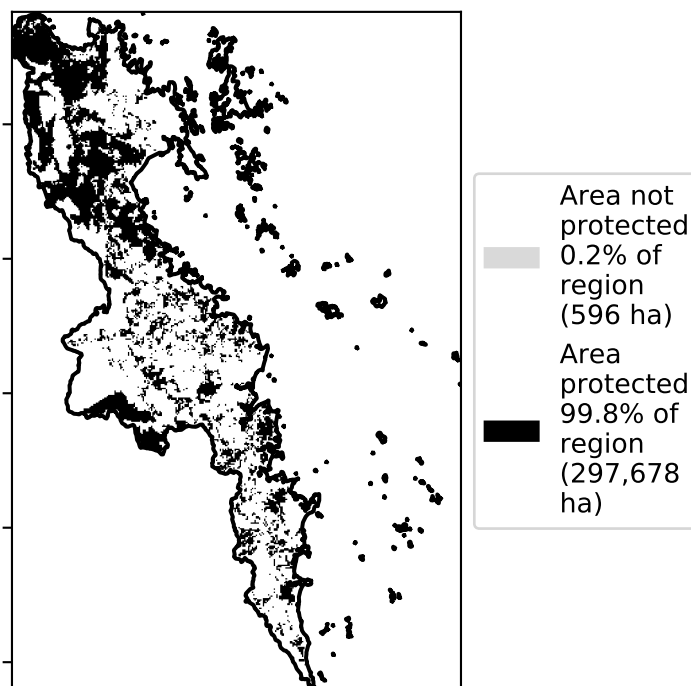 Area not
protected
0.2% of
region
(596 ha)
Area
protected
99.8% of
region
(297,678
ha)